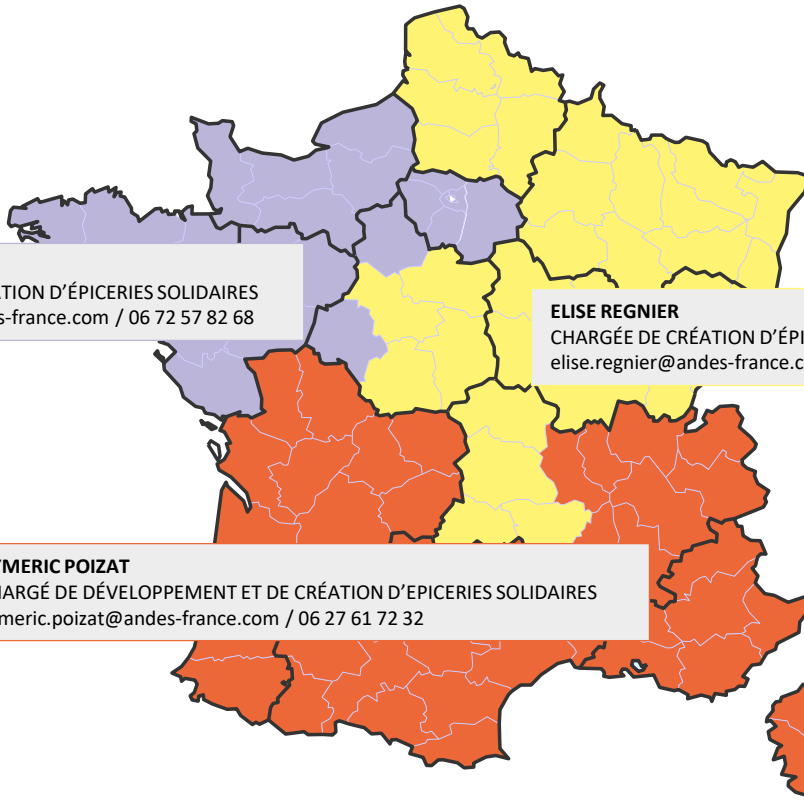 ATION D'ÉPICERIES SOLIDAIRES
s-france.com / 06 72 57 82 68
ELISE REGNIER
CHARGÉE DE CRÉATION D'ÉPI
elise.regnier@andes-france.c
YMERIC POIZAT
HARGÉ DE DÉVELOPPEMENT ET DE CRÉATION D'EPICERIES SOLIDAIRES
meric.poizat@andes-france.com / 06 27 61 72 32